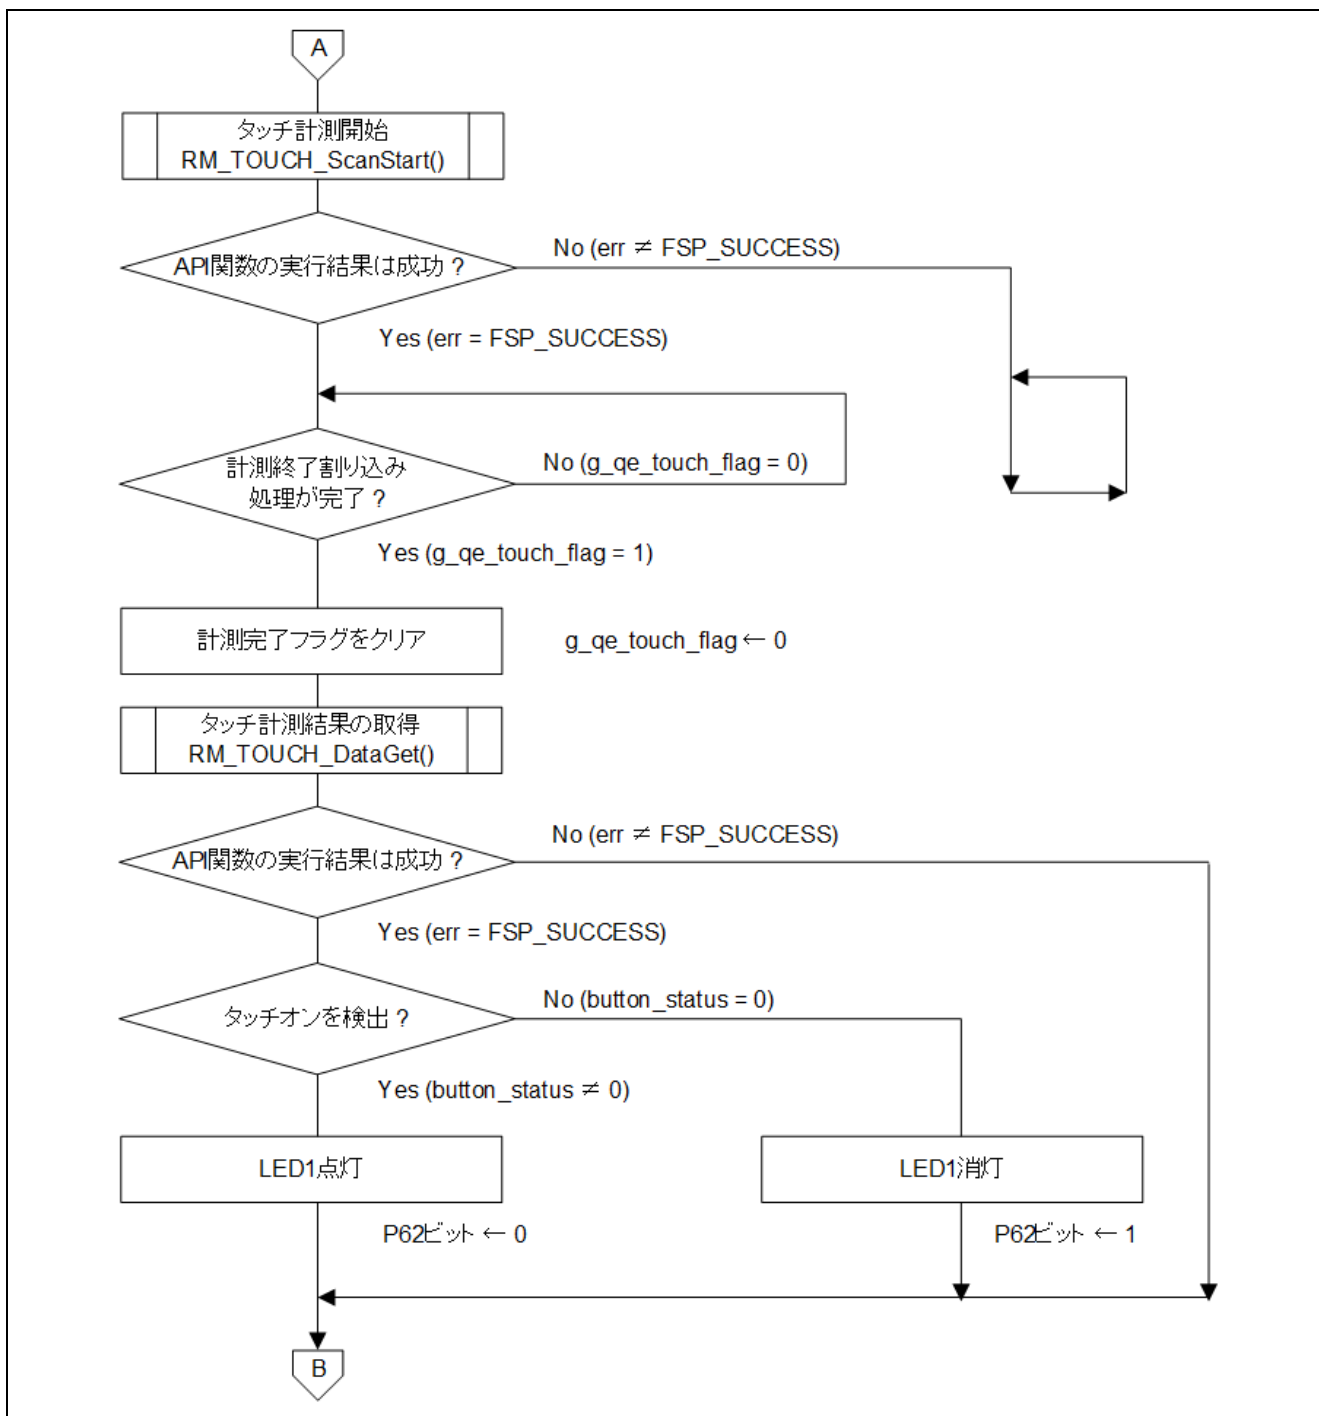 A
タッチ計測開始
RM_TOUCH_ScanStart()
No (err ≠ FSP_SUCCESS)
API関数の実行結果は成功？
Yes (err = FSP_SUCCESS)
計測終了割り込み
処理が完了？
No (g_qe_touch_flag = 0)
Yes (g_qe_touch_flag = 1)
計測完了フラグをクリア
g_qe_touch_flag ← 0
タッチ計測結果の取得
RM_TOUCH_DataGet()
No (err ≠ FSP_SUCCESS)
API関数の実行結果は成功？
Yes (err = FSP_SUCCESS)
No (button_status = 0)
タッチオンを検出？
Yes (button_status ≠ 0)
LED1点灯
LED1消灯
P62ビット ← 0
P62ビット ← 1
B